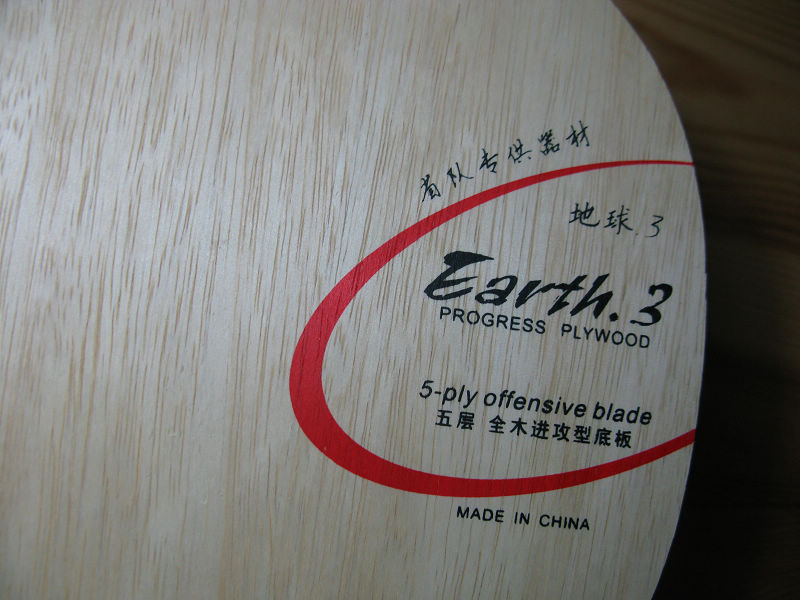 省队专供器材
地球.3
Earth.3
PROGRESS PLYWOOD
5-ply offensive blade
五层 全木进攻型底板
MADE IN CHINA